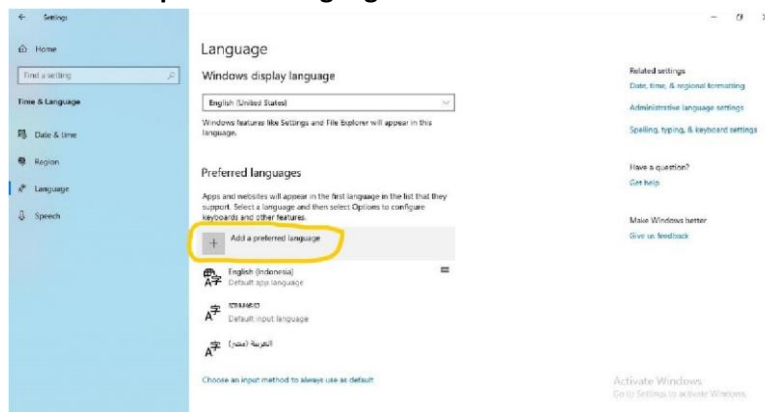 Settings
Home
Language
Find a setting
Windows display language
Related settings
Date, time, & regional formatting
Time & Language
English (United States)
Administrative language settings
Windows features like Settings and File Explorer will appear in this
language.
Spelling, typing, & keyboard settings
Date & time
Region
Preferred languages
Have a question?
Get help
Language
Apps and websites will appear in the first language in the list that they
support. Select a language and then select Options to configure
keyboards and other features.
Speech
Make Windows better
Give us feedback
Add a preferred language
English (Indonesia)
Default app language
Default input language
العربية (مصر)
Choose an input method to always use as default
Activate Windows
Go to Settings to activate Windows.